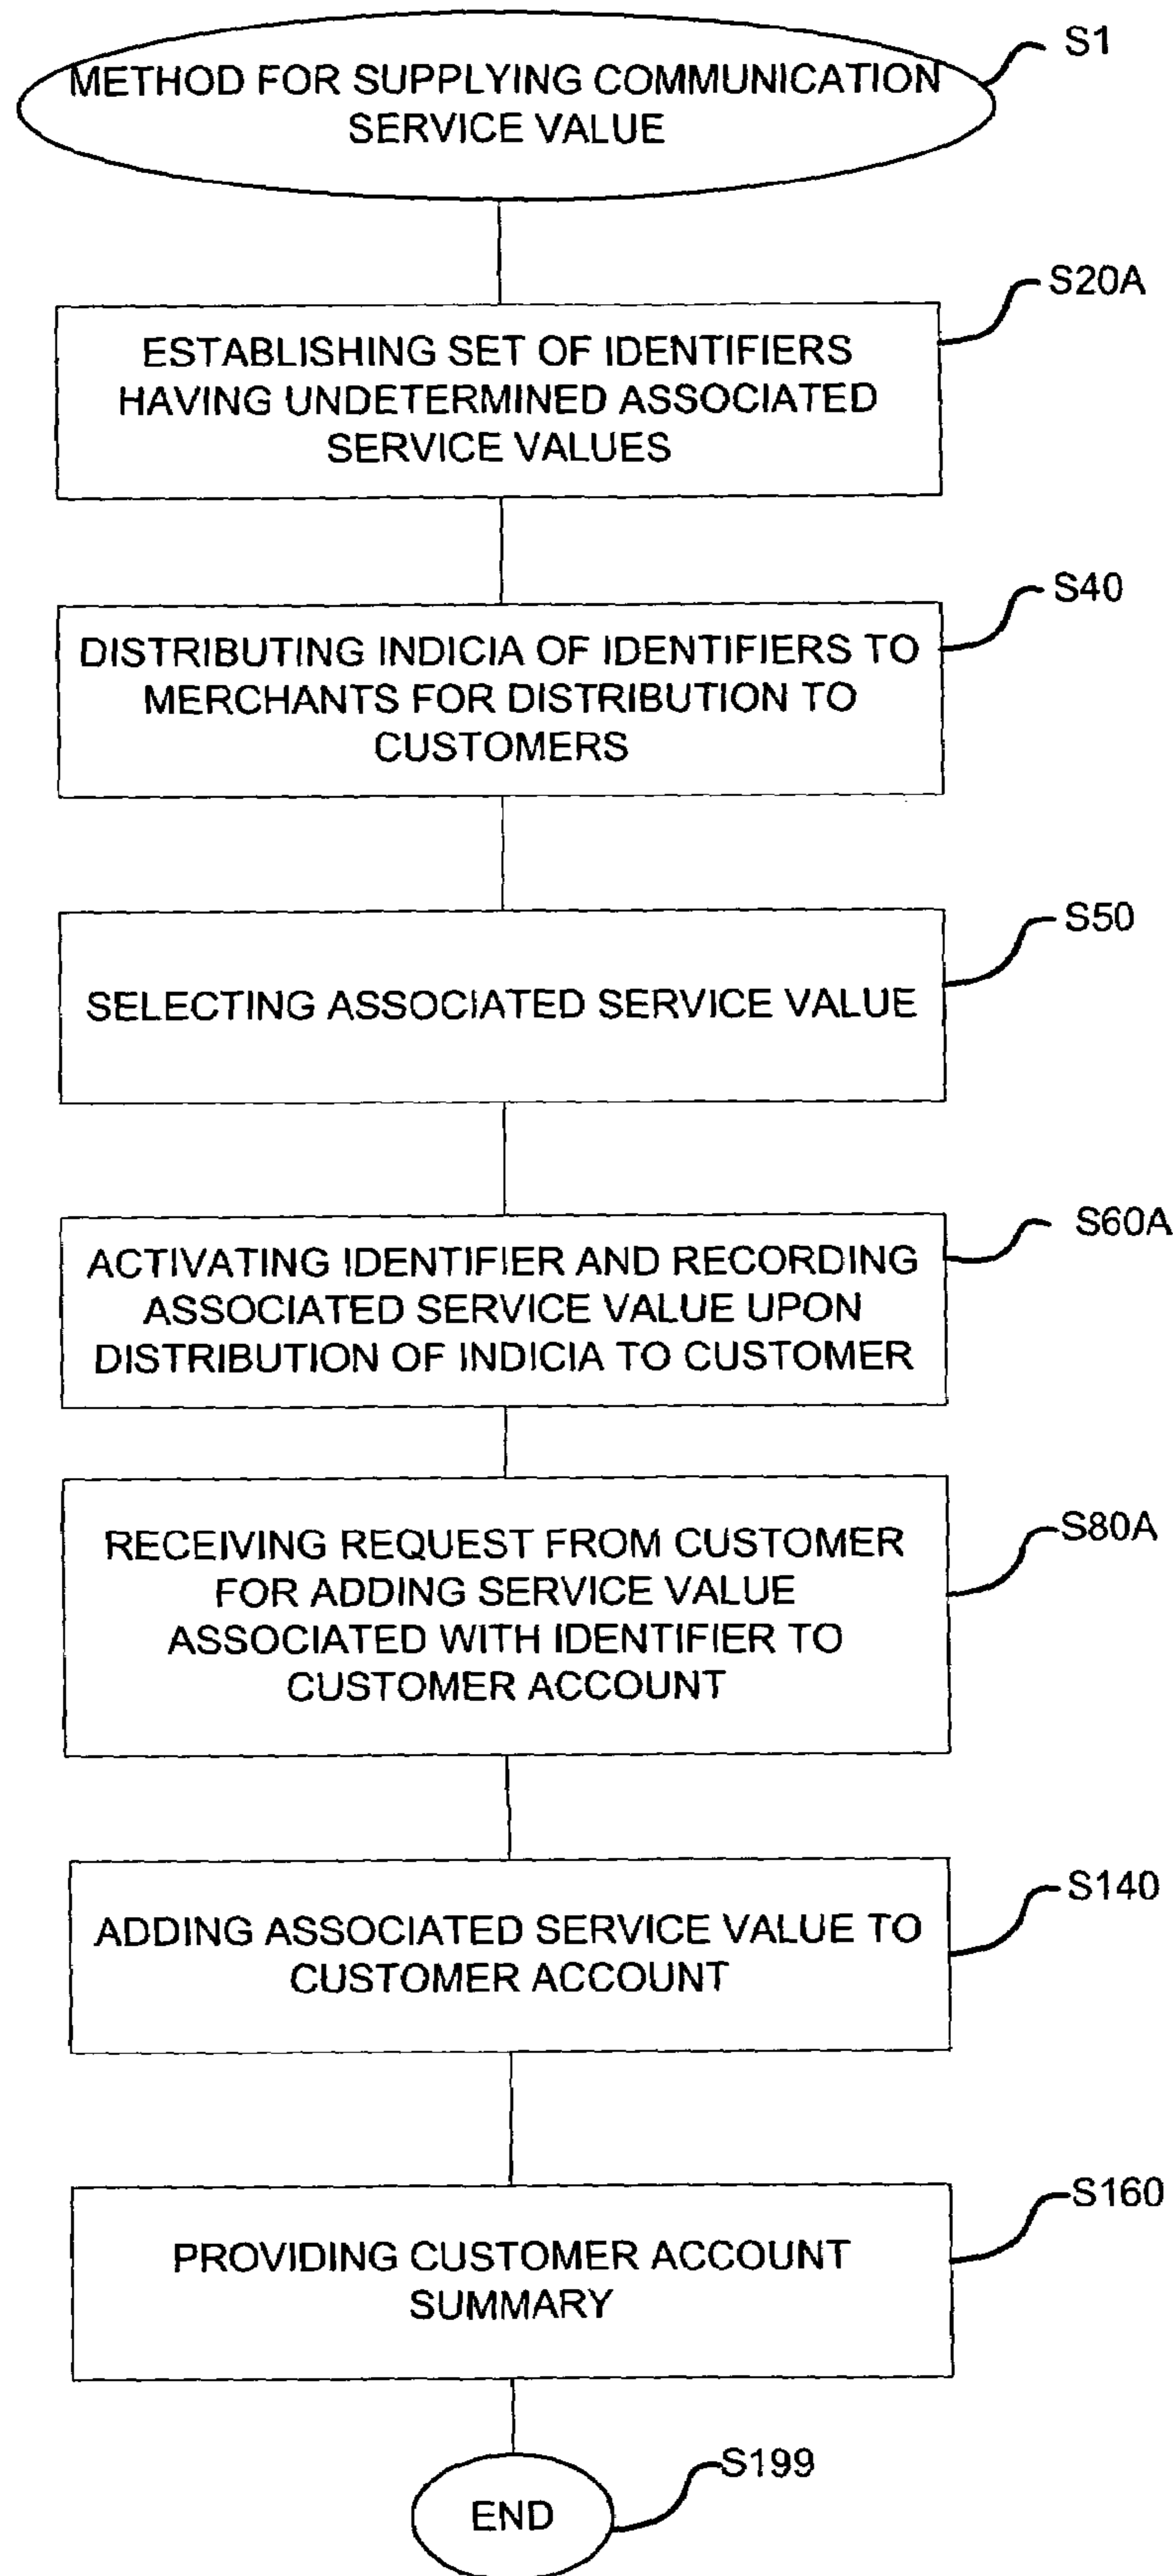 METHOD FOR SUPPLYING COMMUNICATION
SERVICE VALUE
S1
ESTABLISHING SET OF IDENTIFIERS
HAVING UNDETERMINED ASSOCIATED
SERVICE VALUES
S20A
DISTRIBUTING INDICIA OF IDENTIFIERS TO
MERCHANTS FOR DISTRIBUTION TO
CUSTOMERS
S40
SELECTING ASSOCIATED SERVICE VALUE
S50
ACTIVATING IDENTIFIER AND RECORDING
ASSOCIATED SERVICE VALUE UPON
DISTRIBUTION OF INDICIA TO CUSTOMER
S60A
RECEIVING REQUEST FROM CUSTOMER
FOR ADDING SERVICE VALUE
ASSOCIATED WITH IDENTIFIER TO
CUSTOMER ACCOUNT
S80A
ADDING ASSOCIATED SERVICE VALUE TO
CUSTOMER ACCOUNT
S140
PROVIDING CUSTOMER ACCOUNT
SUMMARY
S160
END
S199